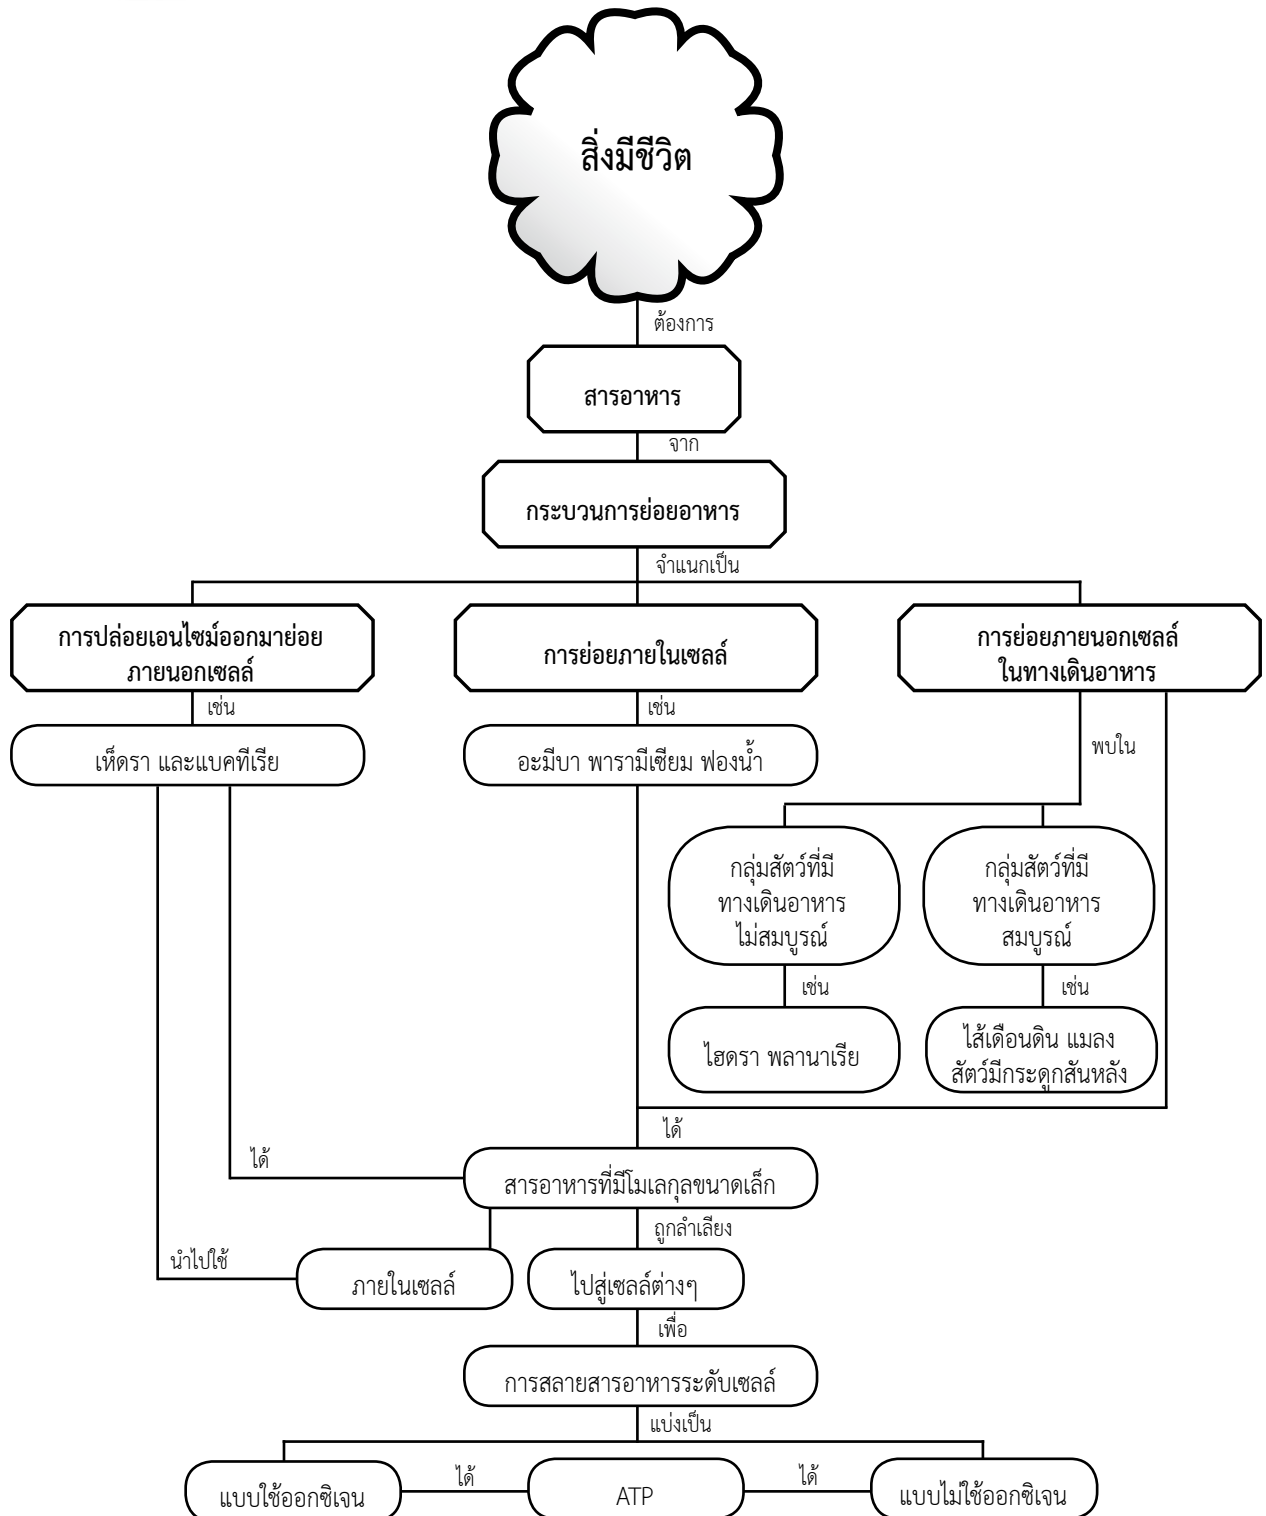 สิ่งมีชีวิต
ต้องการ
สารอาหาร
จาก
กระบวนการย่อยอาหาร
จำแนกเป็น
การปล่อยเอนไซม์ออกมาย่อย
ภายนอกเซลล์
การย่อยภายในเซลล์
การย่อยภายนอกเซลล์
ในทางเดินอาหาร
เช่น
เช่น
เห็ดรา และแบคทีเรีย
อะมีบา พารามีเซียม ฟองน้ำ
พบใน
กลุ่มสัตว์ที่มี
ทางเดินอาหาร
ไม่สมบูรณ์
กลุ่มสัตว์ที่มี
ทางเดินอาหาร
สมบูรณ์
เช่น
เช่น
ไฮดรา พลานาเรีย
ไส้เดือนดิน แมลง
สัตว์มีกระดูกสันหลัง
ได้
ได้
สารอาหารที่มีโมเลกุลขนาดเล็ก
ถูกลำเลียง
นำไปใช้
ภายในเซลล์
ไปสู่เซลล์ต่างๆ
เพื่อ
การสลายสารอาหารระดับเซลล์
แบ่งเป็น
แบบใช้ออกซิเจน
ได้
ATP
ได้
แบบไม่ใช้ออกซิเจน